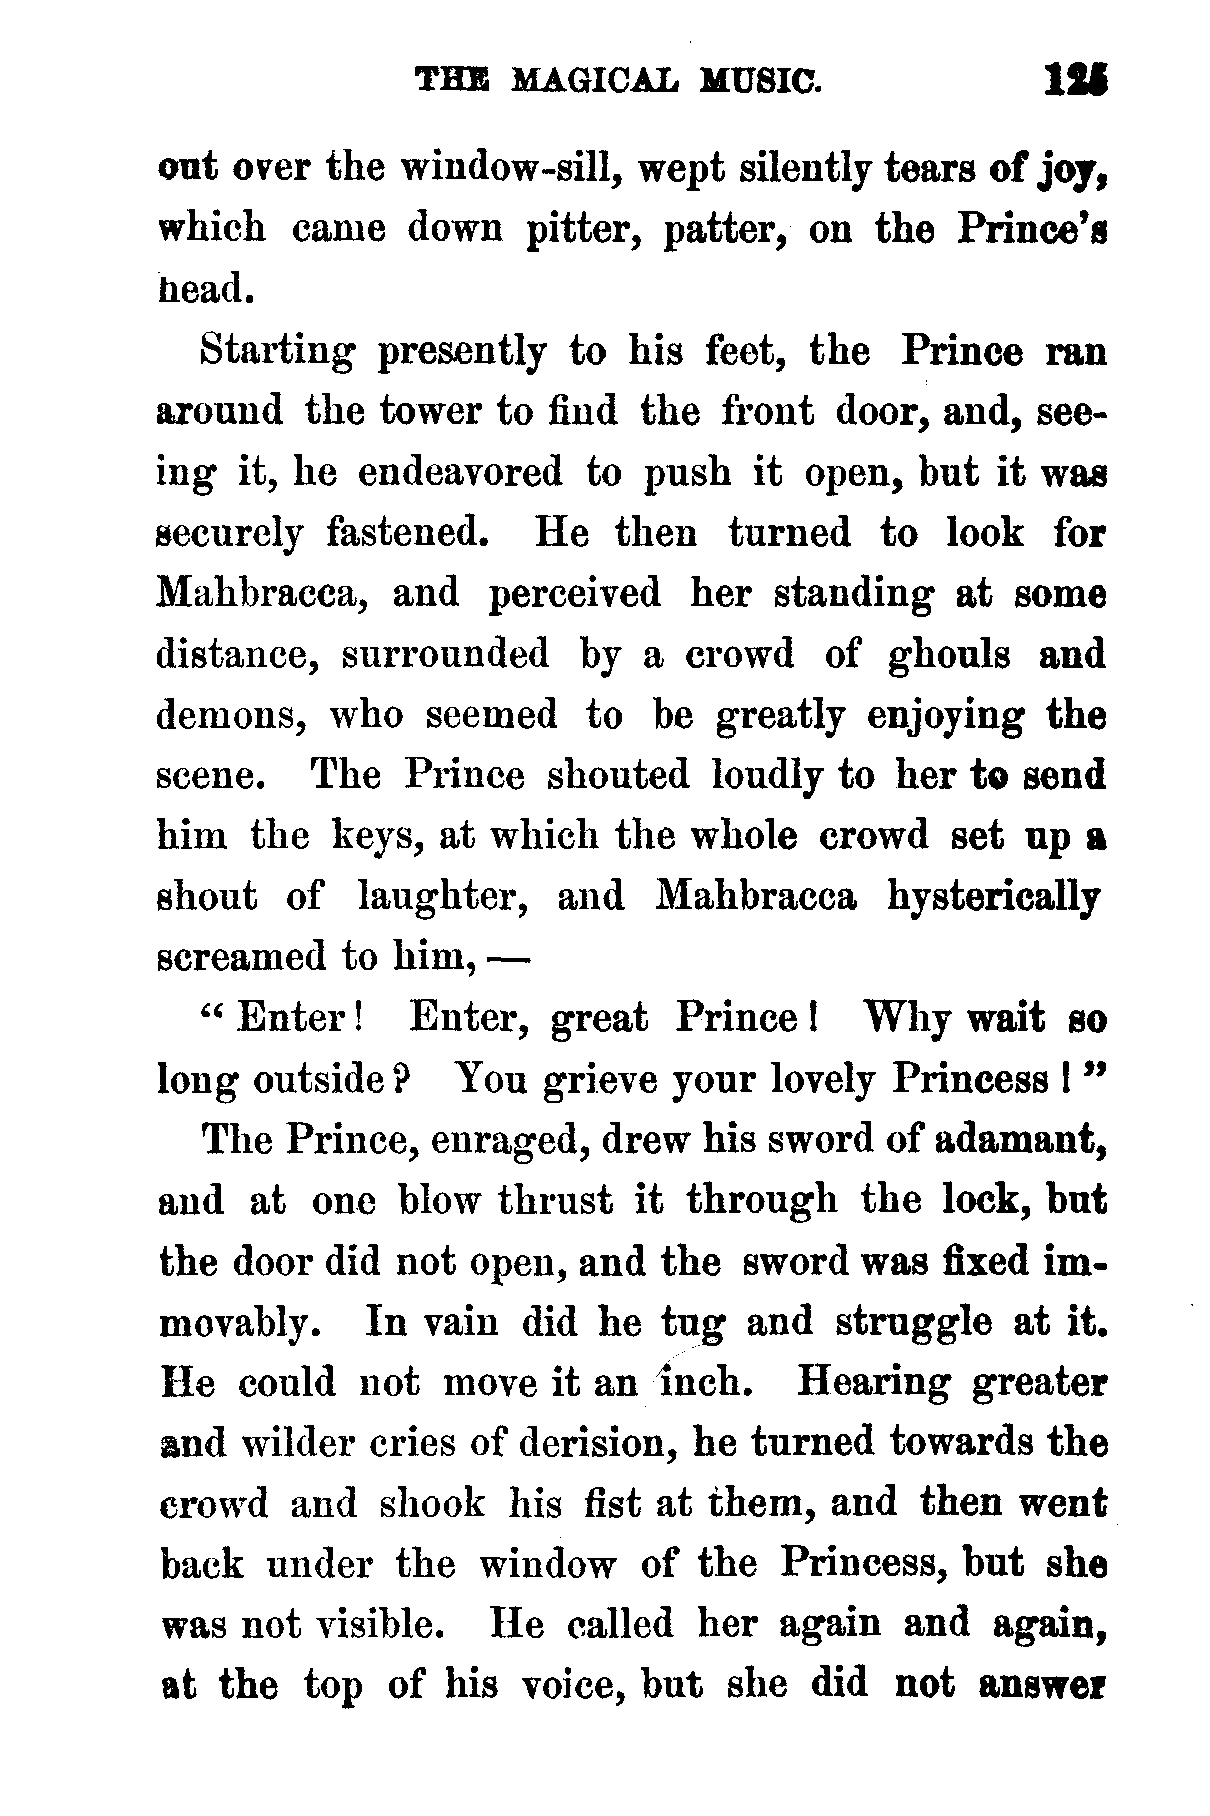 THE MAGICAL MUSIC. 125
out over the window-sill, wept silently tears of joy,
which came down pitter, patter, on the Prince's
head.
Starting presently to his feet, the Prince ran
around the tower to find the front door, and, see-
ing it, he endeavored to push it open, but it was
securely fastened. He then turned to look for
Mahbracca, and perceived her standing at some
distance, surrounded by a crowd of ghouls and
demons, who seemed to be greatly enjoying the
scene. The Prince shouted loudly to her to send
him the keys, at which the whole crowd set up a
shout of laughter, and Mahbracca hysterically
screamed to him, —
“ Enter! Enter, great Prince! Why wait so
long outside? You grieve your lovely Princess!”
The Prince, enraged, drew his sword of adamant,
and at one blow thrust it through the lock, but
the door did not open, and the sword was fixed im-
movably. In vain did he tug and struggle at it.
He could not move it an inch. Hearing greater
and wilder cries of derision, he turned towards the
crowd and shook his fist at them, and then went
back under the window of the Princess, but she
was not visible. He called her again and again,
at the top of his voice, but she did not answer